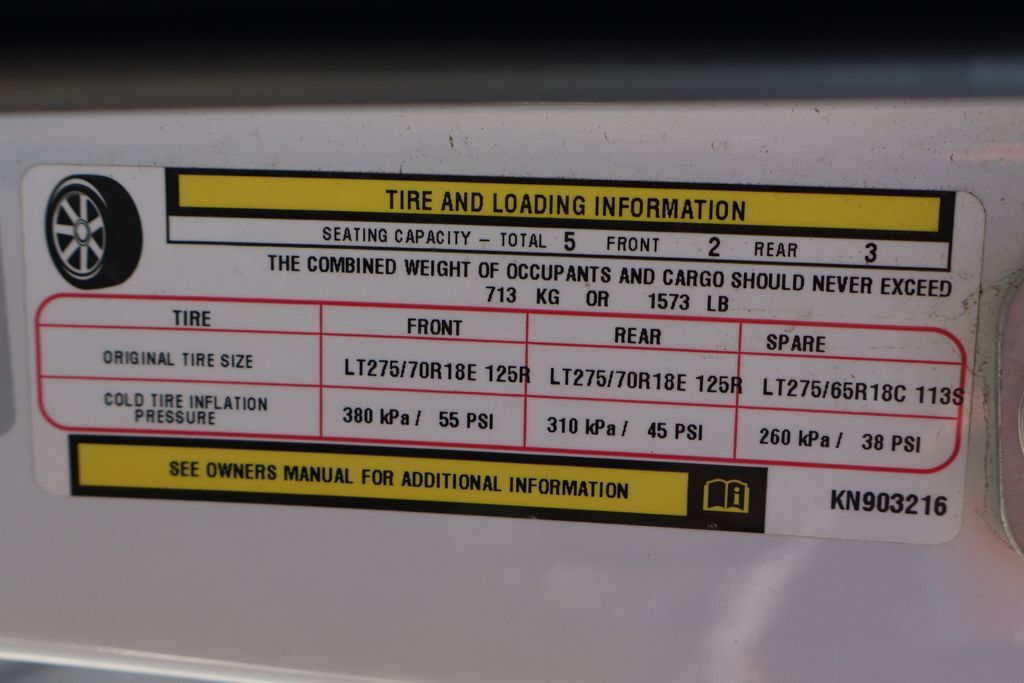 TIRE AND LOADING INFORMATION
SEATING CAPACITY – TOTAL 5 FRONT 2 REAR 3
THE COMBINED WEIGHT OF OCCUPANTS AND CARGO SHOULD NEVER EXCEED
713 KG OR 1573 LB
TIRE FRONT REAR SPARE
ORIGINAL TIRE SIZE LT275/70R18E 125R LT275/70R18E 125R LT275/65R18C 113S
COLD TIRE INFLATION
PRESSURE 380 kPa / 55 PSI 310 kPa / 45 PSI 260 kPa / 38 PSI
SEE OWNERS MANUAL FOR ADDITIONAL INFORMATION
KN903216